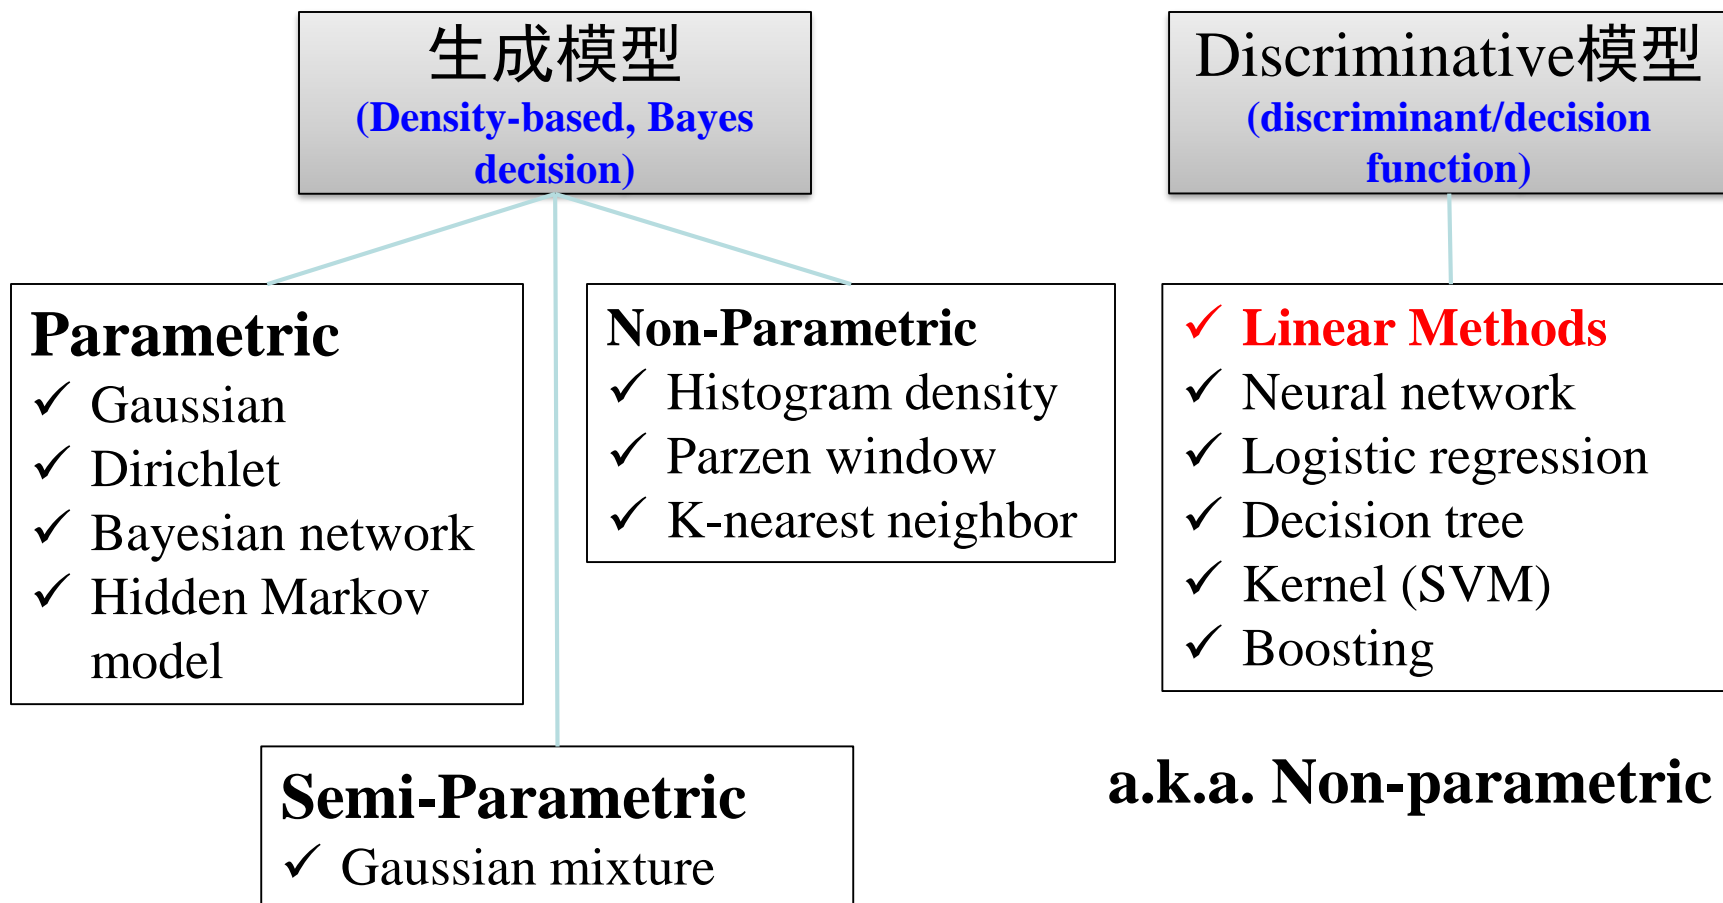 生成模型
(Density-based, Bayes
decision)
Discriminative模型
(discriminant/decision
function)
Parametric
✓ Gaussian
✓ Dirichlet
✓ Bayesian network
✓ Hidden Markov
model
Non-Parametric
✓ Histogram density
✓ Parzen window
✓ K-nearest neighbor
✓ Linear Methods
✓ Neural network
✓ Logistic regression
✓ Decision tree
✓ Kernel (SVM)
✓ Boosting
Semi-Parametric
✓ Gaussian mixture
a.k.a. Non-parametric